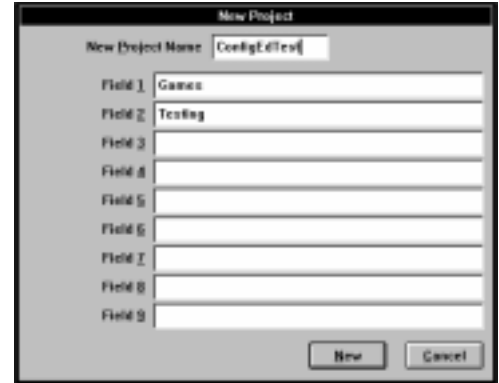 New Project
New Project Name ConfigEdTest
Field 1 Games
Field 2 Testing
Field 3
Field 4
Field 5
Field 6
Field 7
Field 8
Field 9
New Cancel